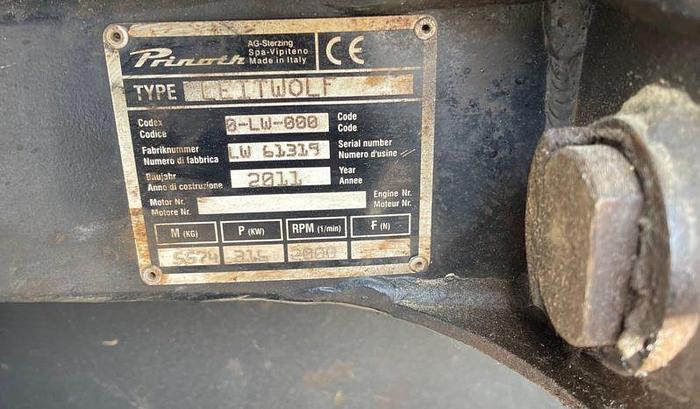 Prinoth AG-Sterzing
Spa-Vipiteno
Made in Italy CE
TYPE LEITWOLF
Codex
Codice 0-LW-000 Code
Code
Fabriknummer
Numero di fabbrica LW 61319 Serial number
Numero d'usine
Baujahr
Anno di costruzione 2011 Year
Annee
Motor Nr.
Motore Nr. Engine Nr.
Moteur Nr.
M (KG) P (KW) RPM (1/min) F (N)
316 2000